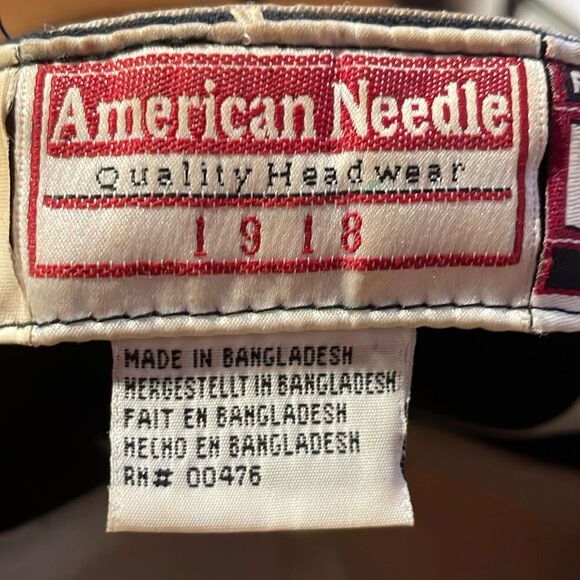 American Needle
Quality Headwear
1918
MADE IN BANGLADESH
HERGESTELLT IN BANGLADESH
FAIT EN BANGLADESH
HECHO EN BANGLADESH
RN# 00476